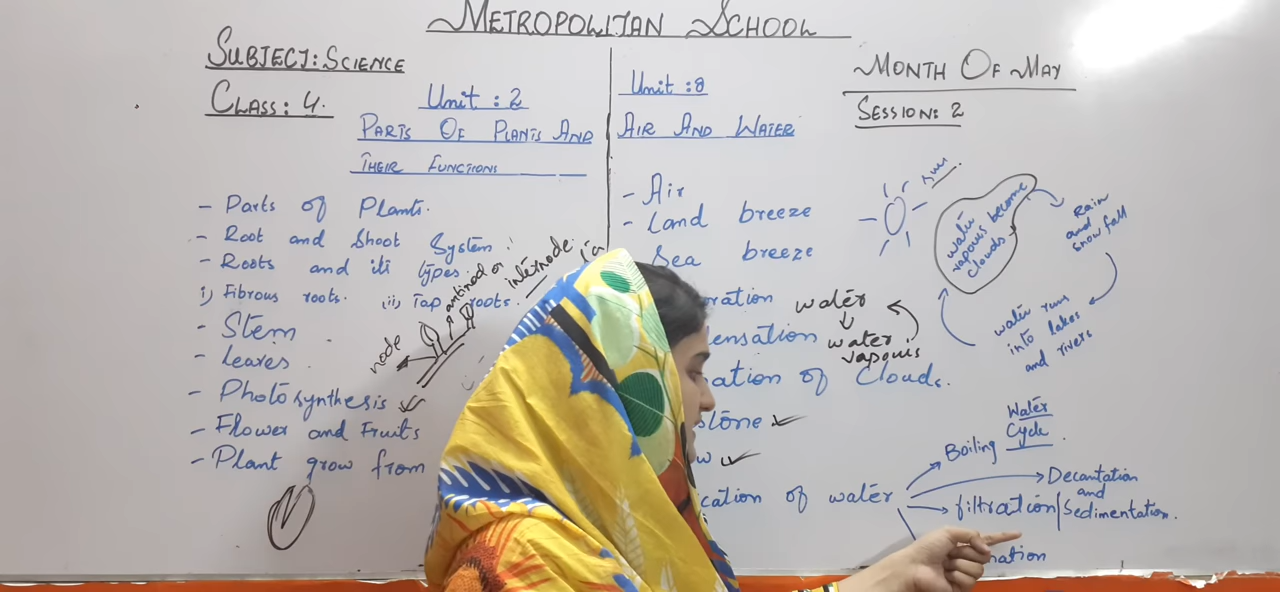 METROPOLITAN SCHOOL
SUBJECT: SCIENCE
CLASS: 4.
MONTH OF MAY
SESSION: 2
Unit : 2
PARTS OF PLANTS AND
THEIR FUNCTIONS
- Parts of Plants.
- Root and Shoot System
- Roots and its types
i) Fibrous roots. (ii) Tap roots.
- Stem
- Leaves
- Photosynthesis
- Flower and Fruits
- Plant grow from
N
node
internode
Unit : 8
AIR AND WATER
- Air
- Land breeze
Sea breeze
ration
ensation
ation of Clouds.
stone
w
cation of water
water
water
vapours
Sun
water
vapours become
clouds
Rain
and
snow fall
water runs
into lakes
and rivers
Water
Cycle
Boiling
Decantation
and
Sedimentation.
filtration
nation